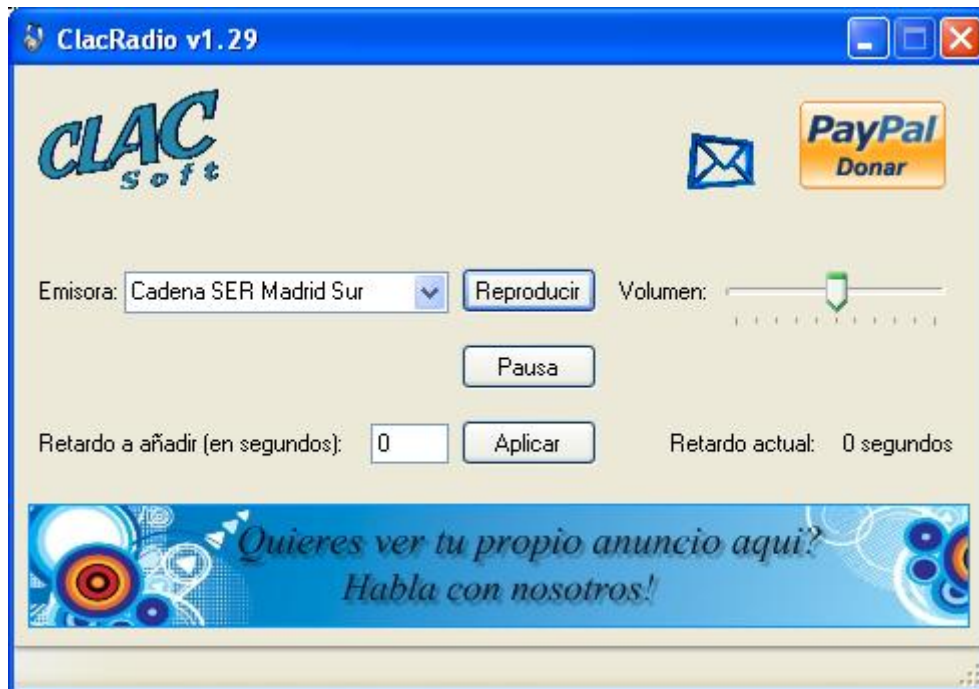 ClacRadio v1.29
CLAC
Soft
PayPal
Donar
Emisora: Cadena SER Madrid Sur Reproducir Volumen:
Pausa
Retardo a añadir (en segundos): 0 Aplicar Retardo actual: 0 segundos
Quieres ver tu propio anuncio aqui?
Habla con nosotros!